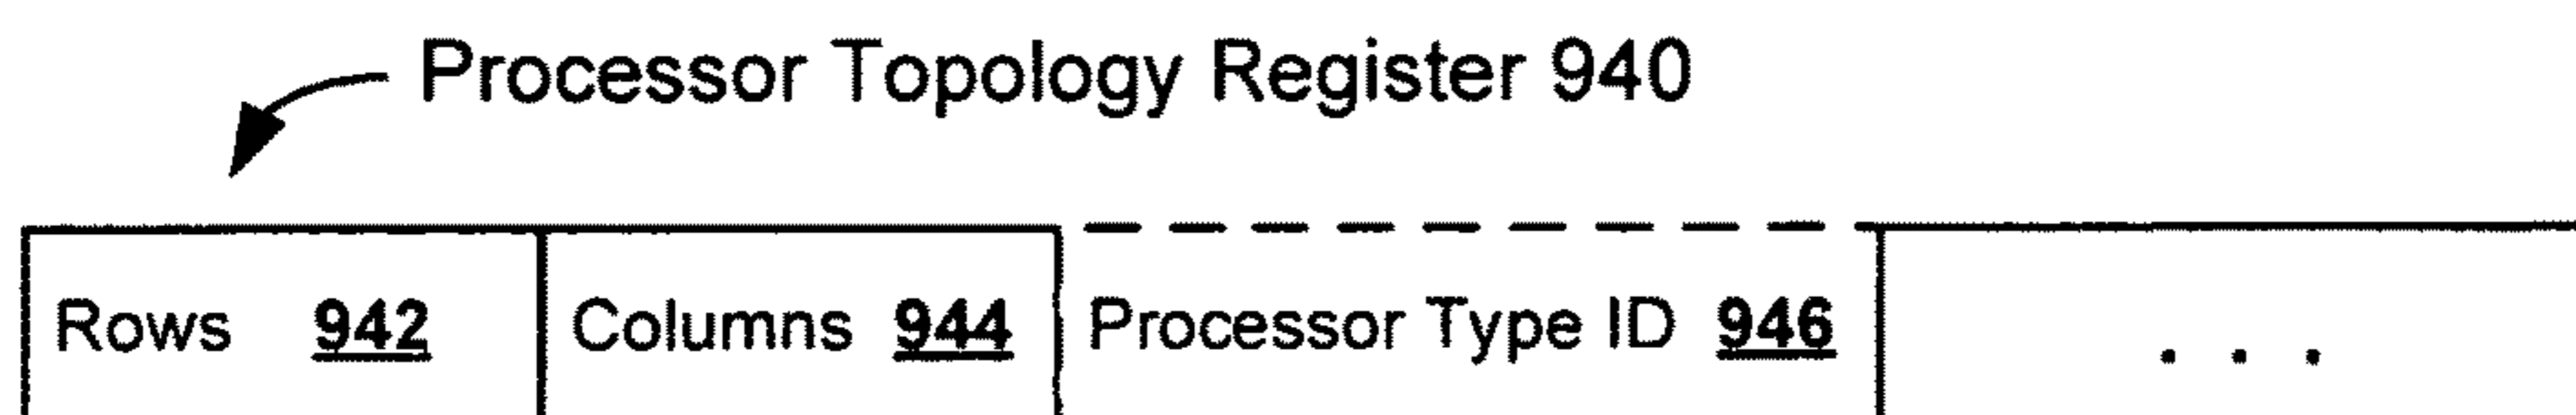 Processor Topology Register 940
Rows 942 Columns 944 Processor Type ID 946 . . .